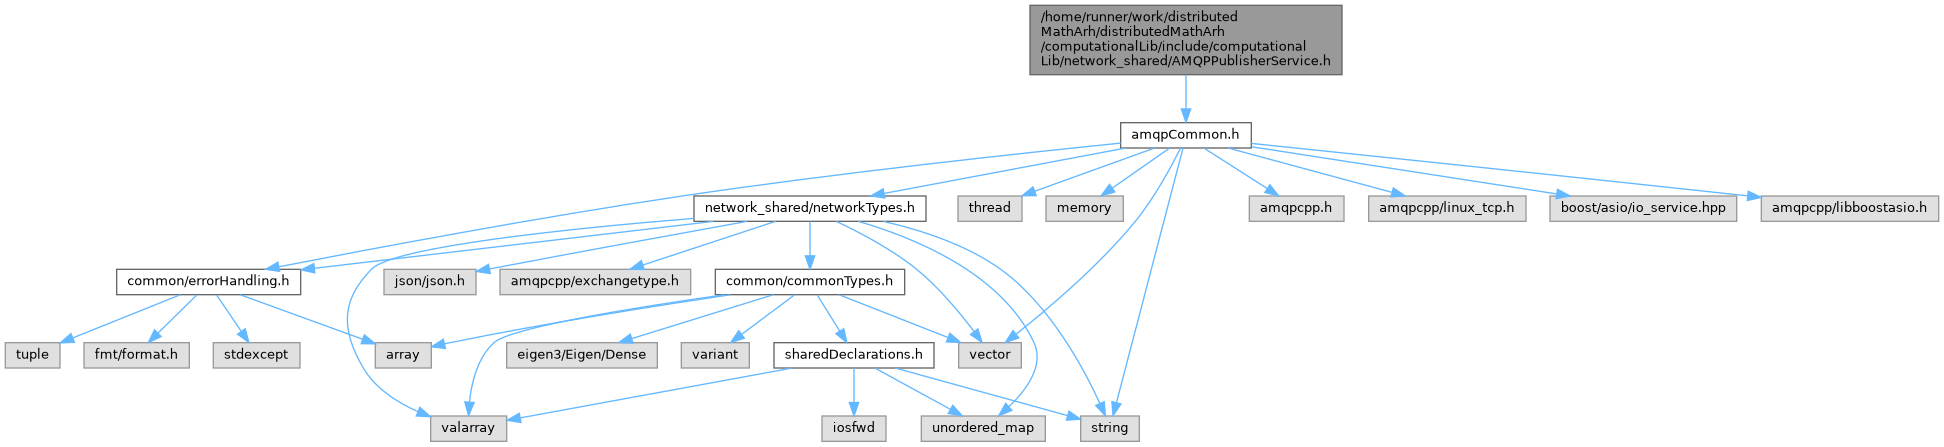 /home/runner/work/distributed
MathArh/distributedMathArh
/computationalLib/include/computational
Lib/network_shared/AMQPPublisherService.h
amqpCommon.h
network_shared/networkTypes.h
thread
memory
amqpcpp.h
amqpcpp/linux_tcp.h
boost/asio/io_service.hpp
amqpcpp/libboostasio.h
common/errorHandling.h
json/json.h
amqpcpp/exchangetype.h
common/commonTypes.h
tuple
fmt/format.h
stdexcept
array
eigen3/Eigen/Dense
variant
sharedDeclarations.h
vector
valarray
iosfwd
unordered_map
string